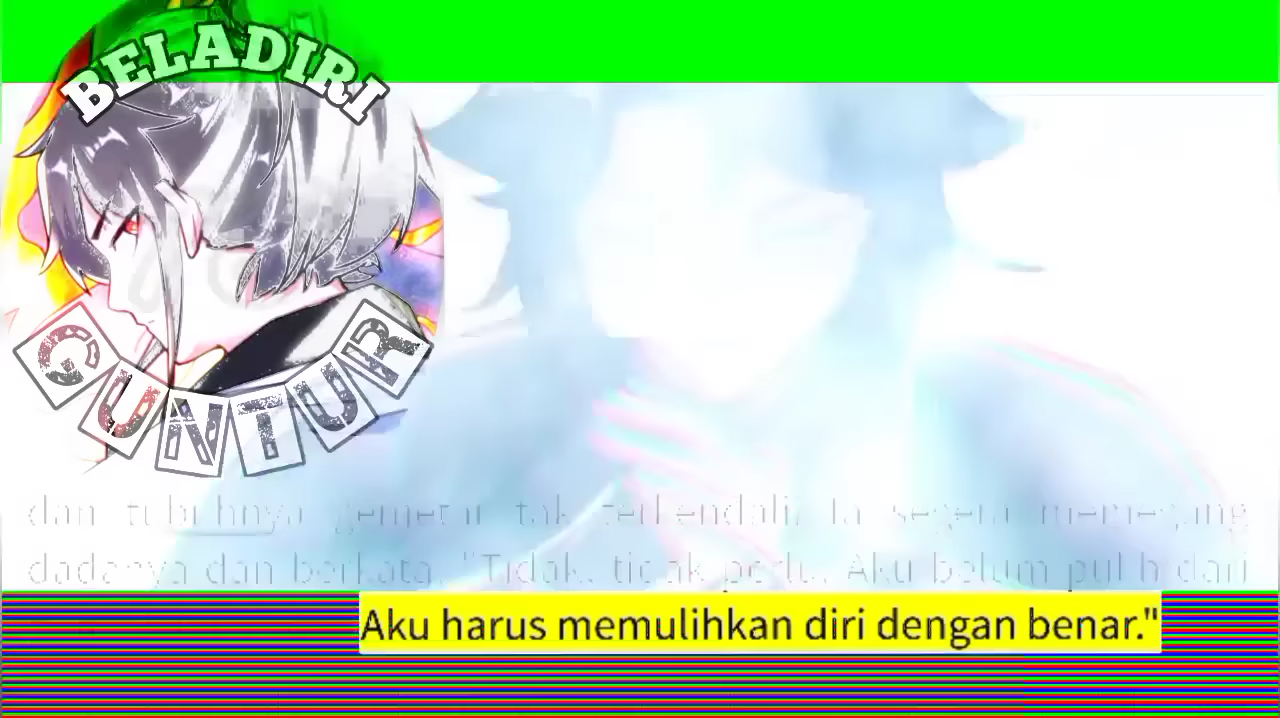 BELADIRI
GUNTUR
dan tubuhnya gemetar tak terkendali. Ia segera memegang
dadanya dan berkata, "Tidak, tidak perlu. Aku belum pulih dari
Aku harus memulihkan diri dengan benar."